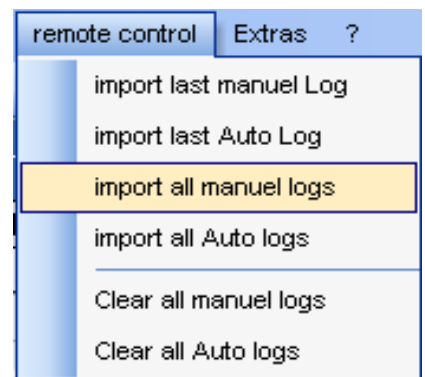 remote control Extras ?
import last manuel Log
import last Auto Log
import all manuel logs
import all Auto logs
Clear all manuel logs
Clear all Auto logs